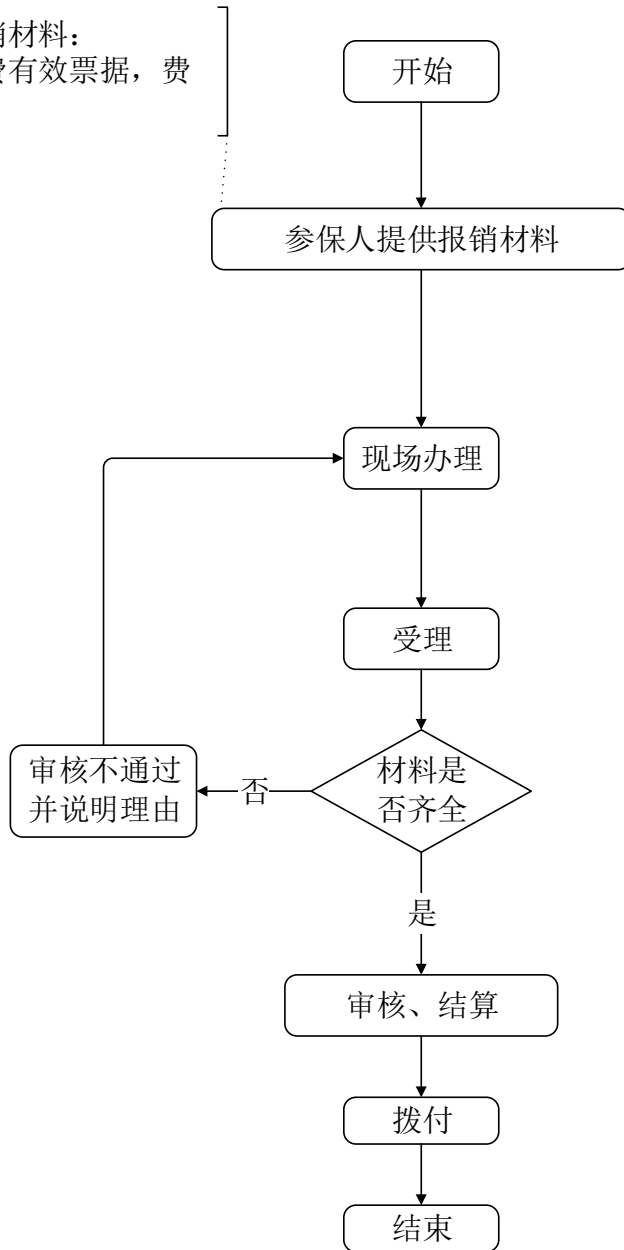 销材料：
费有效票据，费
开始
参保人提供报销材料
现场办理
受理
材料是
否齐全
否
审核不通过
并说明理由
是
审核、结算
拨付
结束